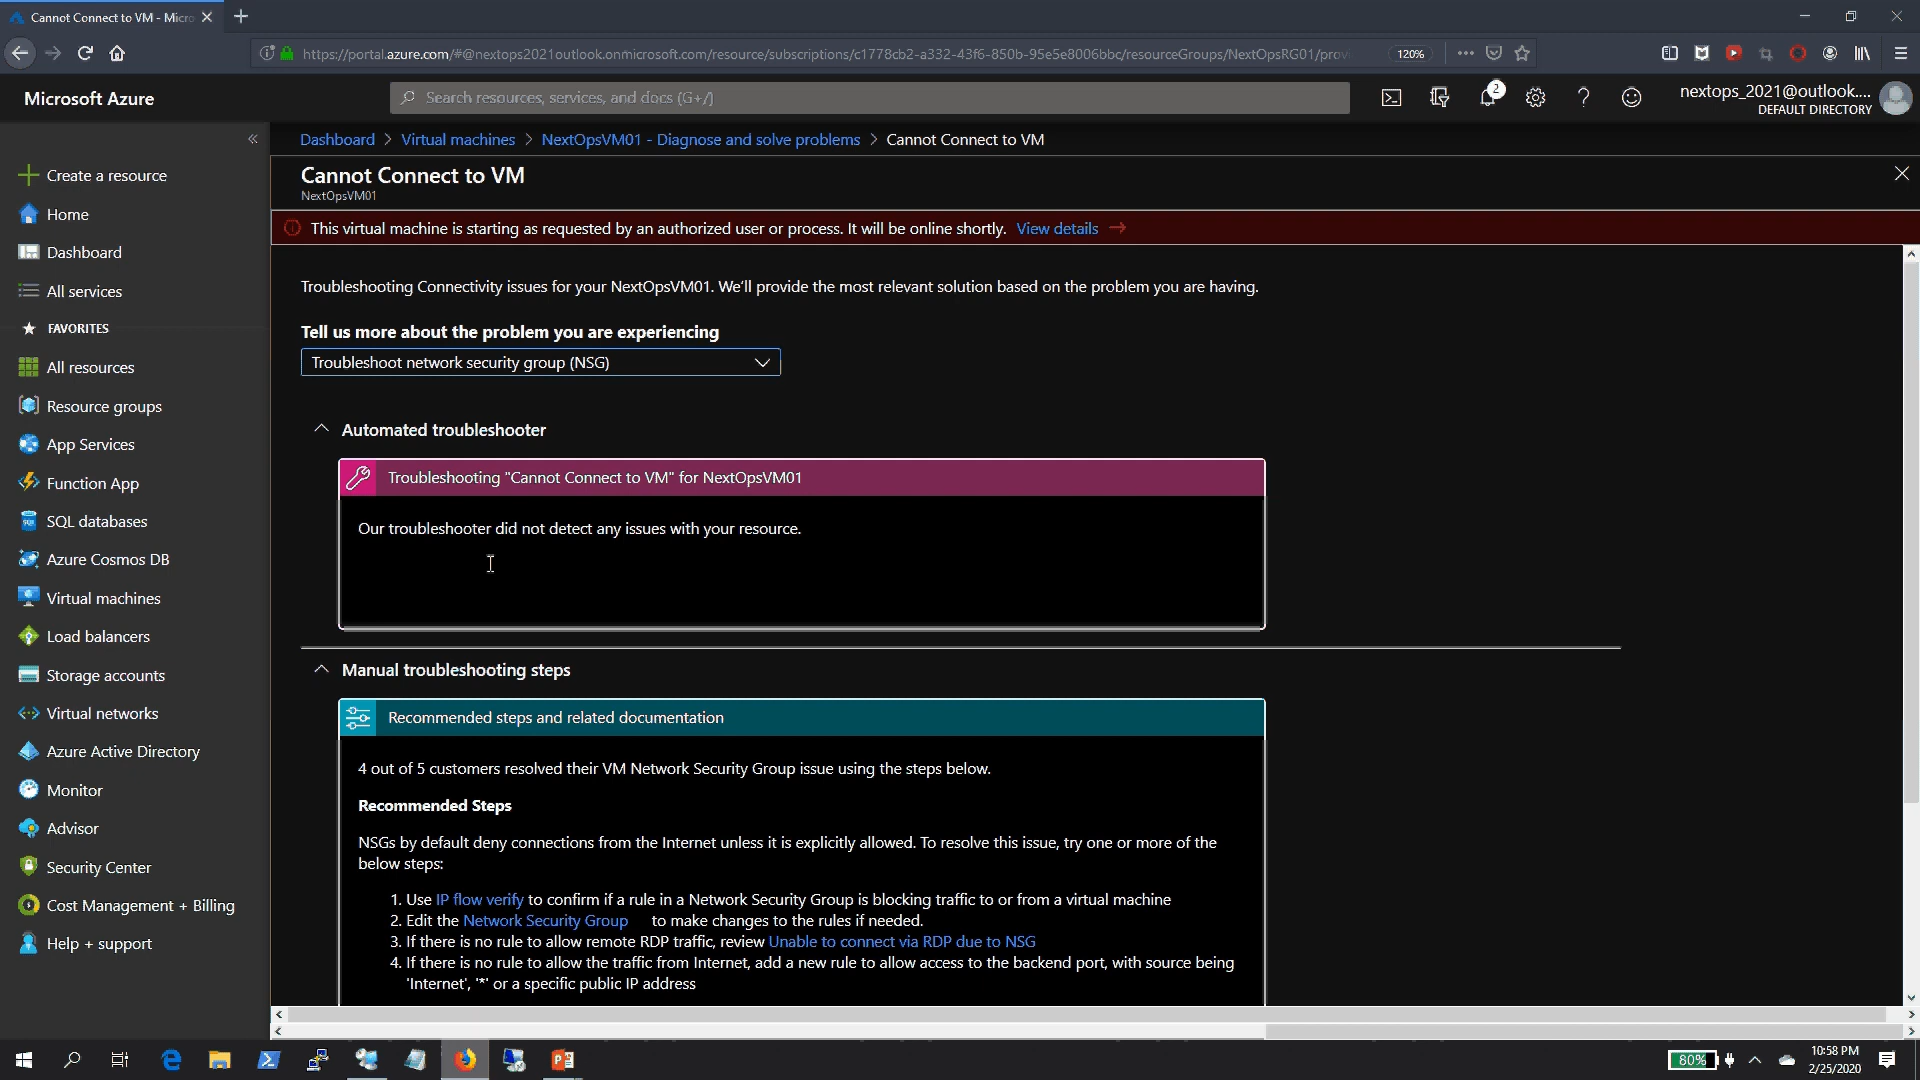 Cannot Connect to VM - Micro
https://portal.azure.com/#@nextops2021outlook.onmicrosoft.com/resource/subscriptions/c1778cb2-a332-43f6-850b-95e5e8006bbc/resourceGroups/NextOpsRG01/prov
120%
Microsoft Azure
Search resources, services, and docs (G+/)
2
nextops_2021@outlook....
DEFAULT DIRECTORY
Dashboard > Virtual machines > NextOpsVM01 - Diagnose and solve problems > Cannot Connect to VM
Cannot Connect to VM
NextOpsVM01
This virtual machine is starting as requested by an authorized user or process. It will be online shortly. View details →
Create a resource
Home
Dashboard
All services
FAVORITES
All resources
Resource groups
App Services
Function App
SQL databases
Azure Cosmos DB
Virtual machines
Load balancers
Storage accounts
Virtual networks
Azure Active Directory
Monitor
Advisor
Security Center
Cost Management + Billing
Help + support
Troubleshooting Connectivity issues for your NextOpsVM01. We'll provide the most relevant solution based on the problem you are having.
Tell us more about the problem you are experiencing
Troubleshoot network security group (NSG)
Automated troubleshooter
Troubleshooting "Cannot Connect to VM" for NextOpsVM01
Our troubleshooter did not detect any issues with your resource.
Manual troubleshooting steps
Recommended steps and related documentation
4 out of 5 customers resolved their VM Network Security Group issue using the steps below.
Recommended Steps
NSGs by default deny connections from the Internet unless it is explicitly allowed. To resolve this issue, try one or more of the
below steps:
1. Use IP flow verify to confirm if a rule in a Network Security Group is blocking traffic to or from a virtual machine
2. Edit the Network Security Group to make changes to the rules if needed.
3. If there is no rule to allow remote RDP traffic, review Unable to connect via RDP due to NSG
4. If there is no rule to allow the traffic from Internet, add a new rule to allow access to the backend port, with source being
'Internet', '*' or a specific public IP address
80%
10:58 PM
2/25/2020